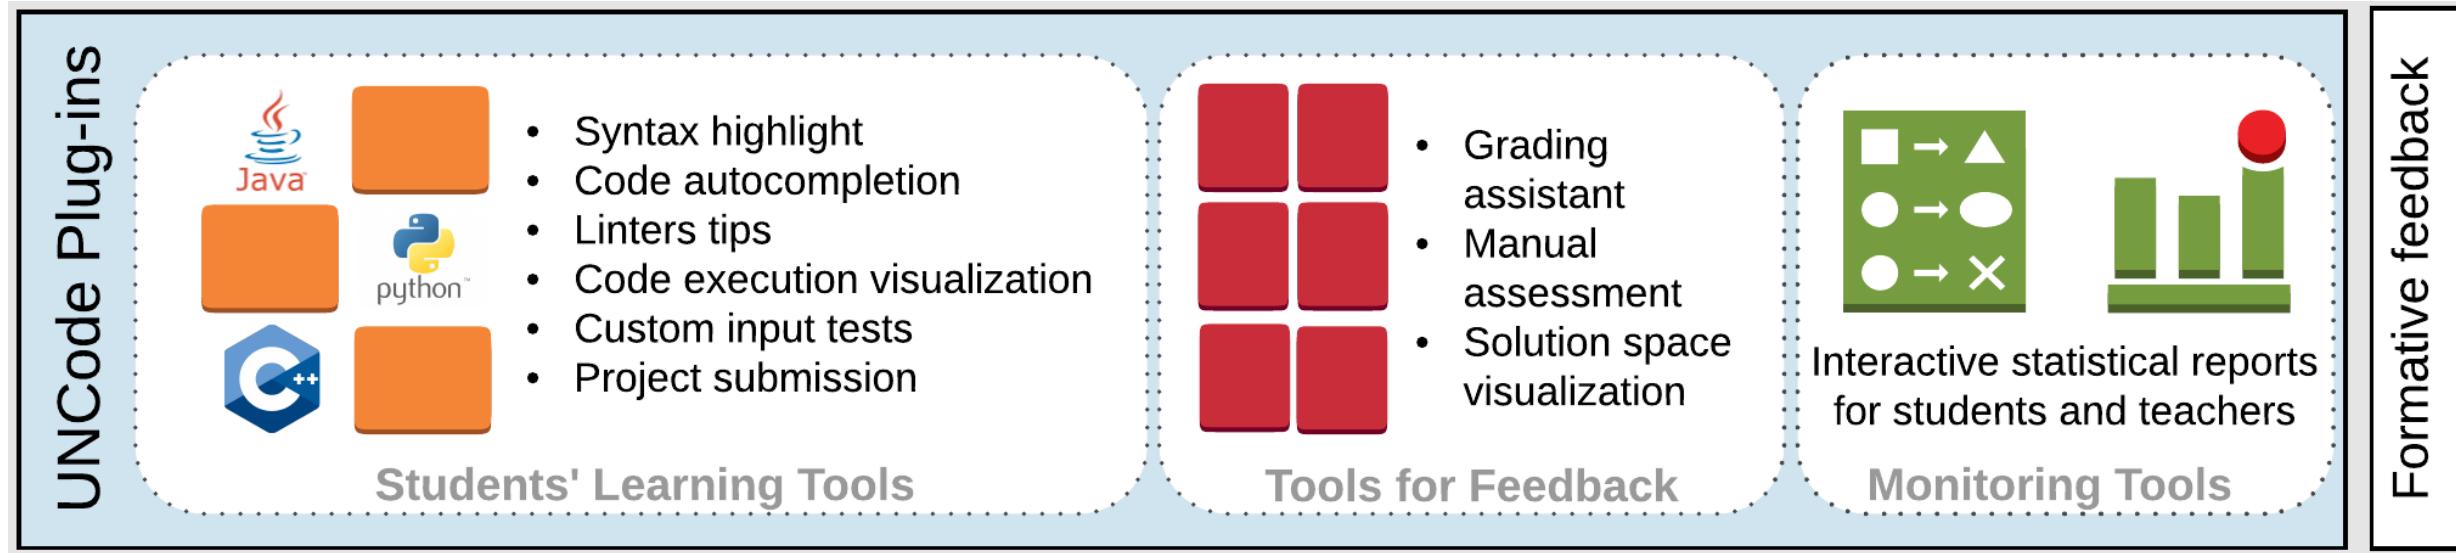 UNCode Plug-ins
Java™
python™
C++
• Syntax highlight
• Code autocompletion
• Linters tips
• Code execution visualization
• Custom input tests
• Project submission
Students' Learning Tools
• Grading
assistant
• Manual
assessment
• Solution space
visualization
Tools for Feedback
Interactive statistical reports
for students and teachers
Monitoring Tools
Formative feedback